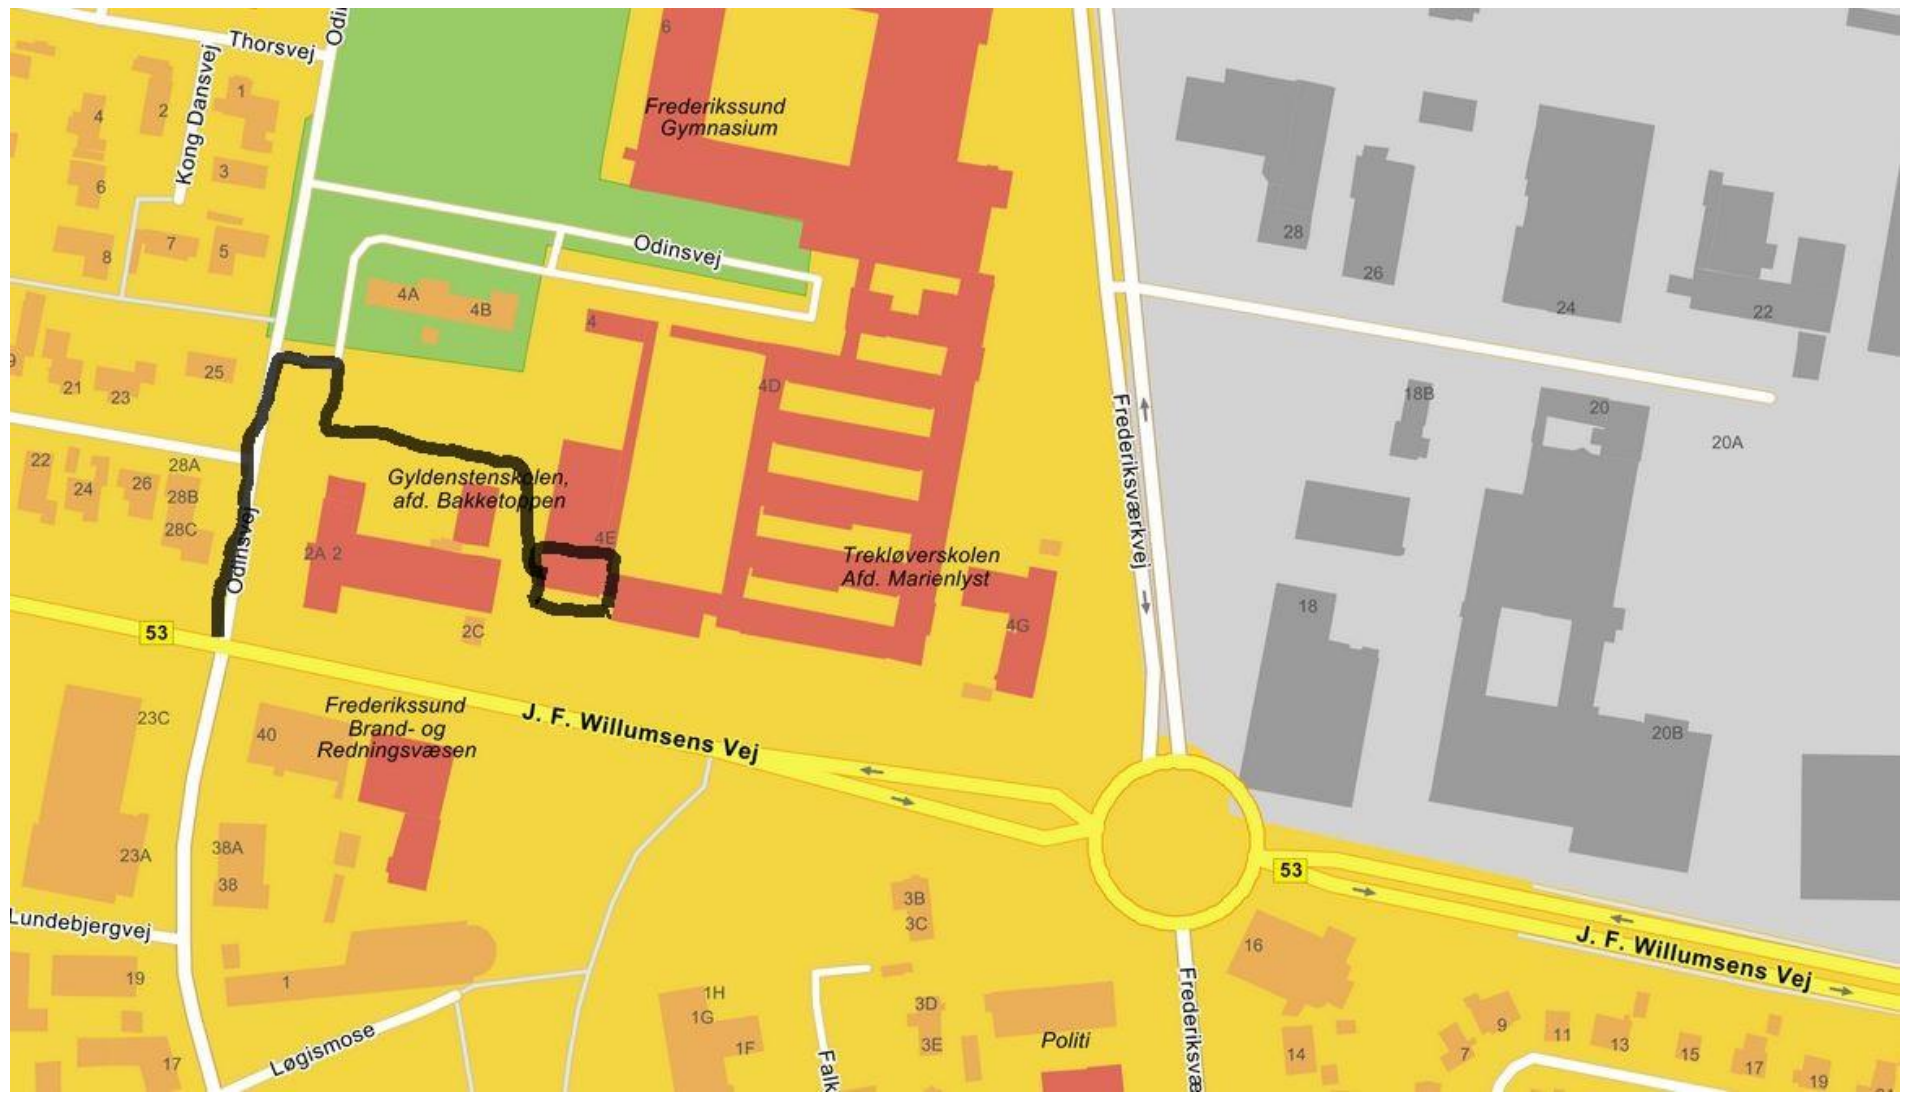 Thorsvej
Odi
Kong Dansvej
4
2
1
3
6
8
7
5
6
Frederikssund
Gymnasium
Odinsvej
4A
4B
4
4D
25
21
23
22
24
26
28A
28B
28C
Odinsvej
Gyldenstenskolen,
afd. Bakketoppen
4E
2A 2
2C
Trekløverskolen
Afd. Marienlyst
4G
Frederiksværkvej
28
26
24
22
18B
20
20A
18
20B
53
J. F. Willumsens Vej
23C
40
Frederikssund
Brand- og
Redningsvæsen
23A
38A
38
Lundebjergvej
19
1
17
Løgismose
1H
1G
1F
Falk
3B
3C
3D
3E
Politi
Frederiksvæ
53
J. F. Willumsens Vej
16
14
7
9
11
13
15
17
19